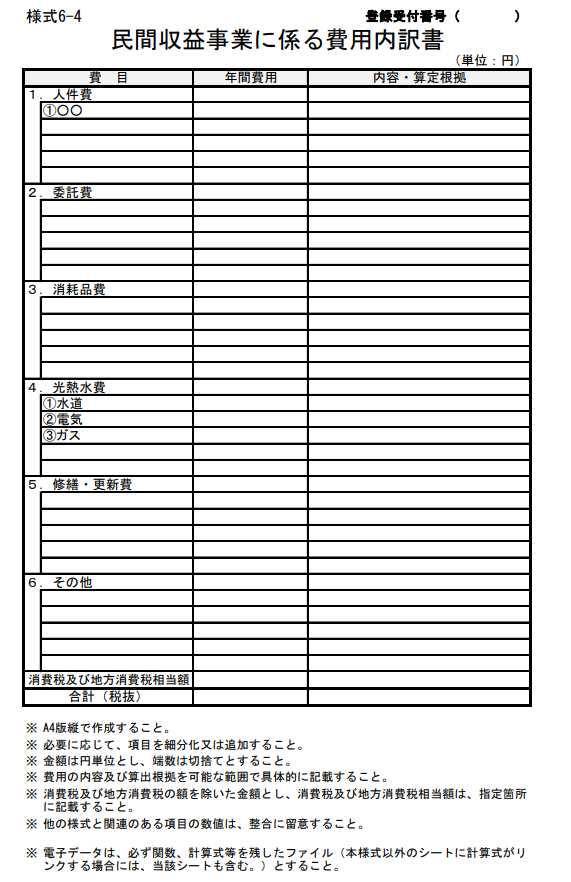 様式6-4
登録受付番号（　　　　）
民間収益事業に係る費用内訳書
（単位：円）
費　目　年間費用　内容・算定根拠
１．人件費
①〇〇
２．委託費
３．消耗品費
４．光熱水費
①水道
②電気
③ガス
５．修繕・更新費
６．その他
消費税及び地方消費税相当額
合計（税抜）
※ A4版縦で作成すること。
※ 必要に応じて、項目を細分化又は追加すること。
※ 金額は円単位とし、端数は切捨てとすること。
※ 費用の内容及び算出根拠を可能な範囲で具体的に記載すること。
※ 消費税及び地方消費税の額を除いた金額とし、消費税及び地方消費税相当額は、指定箇所
に記載すること。
※ 他の様式と関連のある項目の数値は、整合に留意すること。
※ 電子データは、必ず関数、計算式等を残したファイル（本様式以外のシートに計算式がリ
ンクする場合には、当該シートも含む。）とすること。